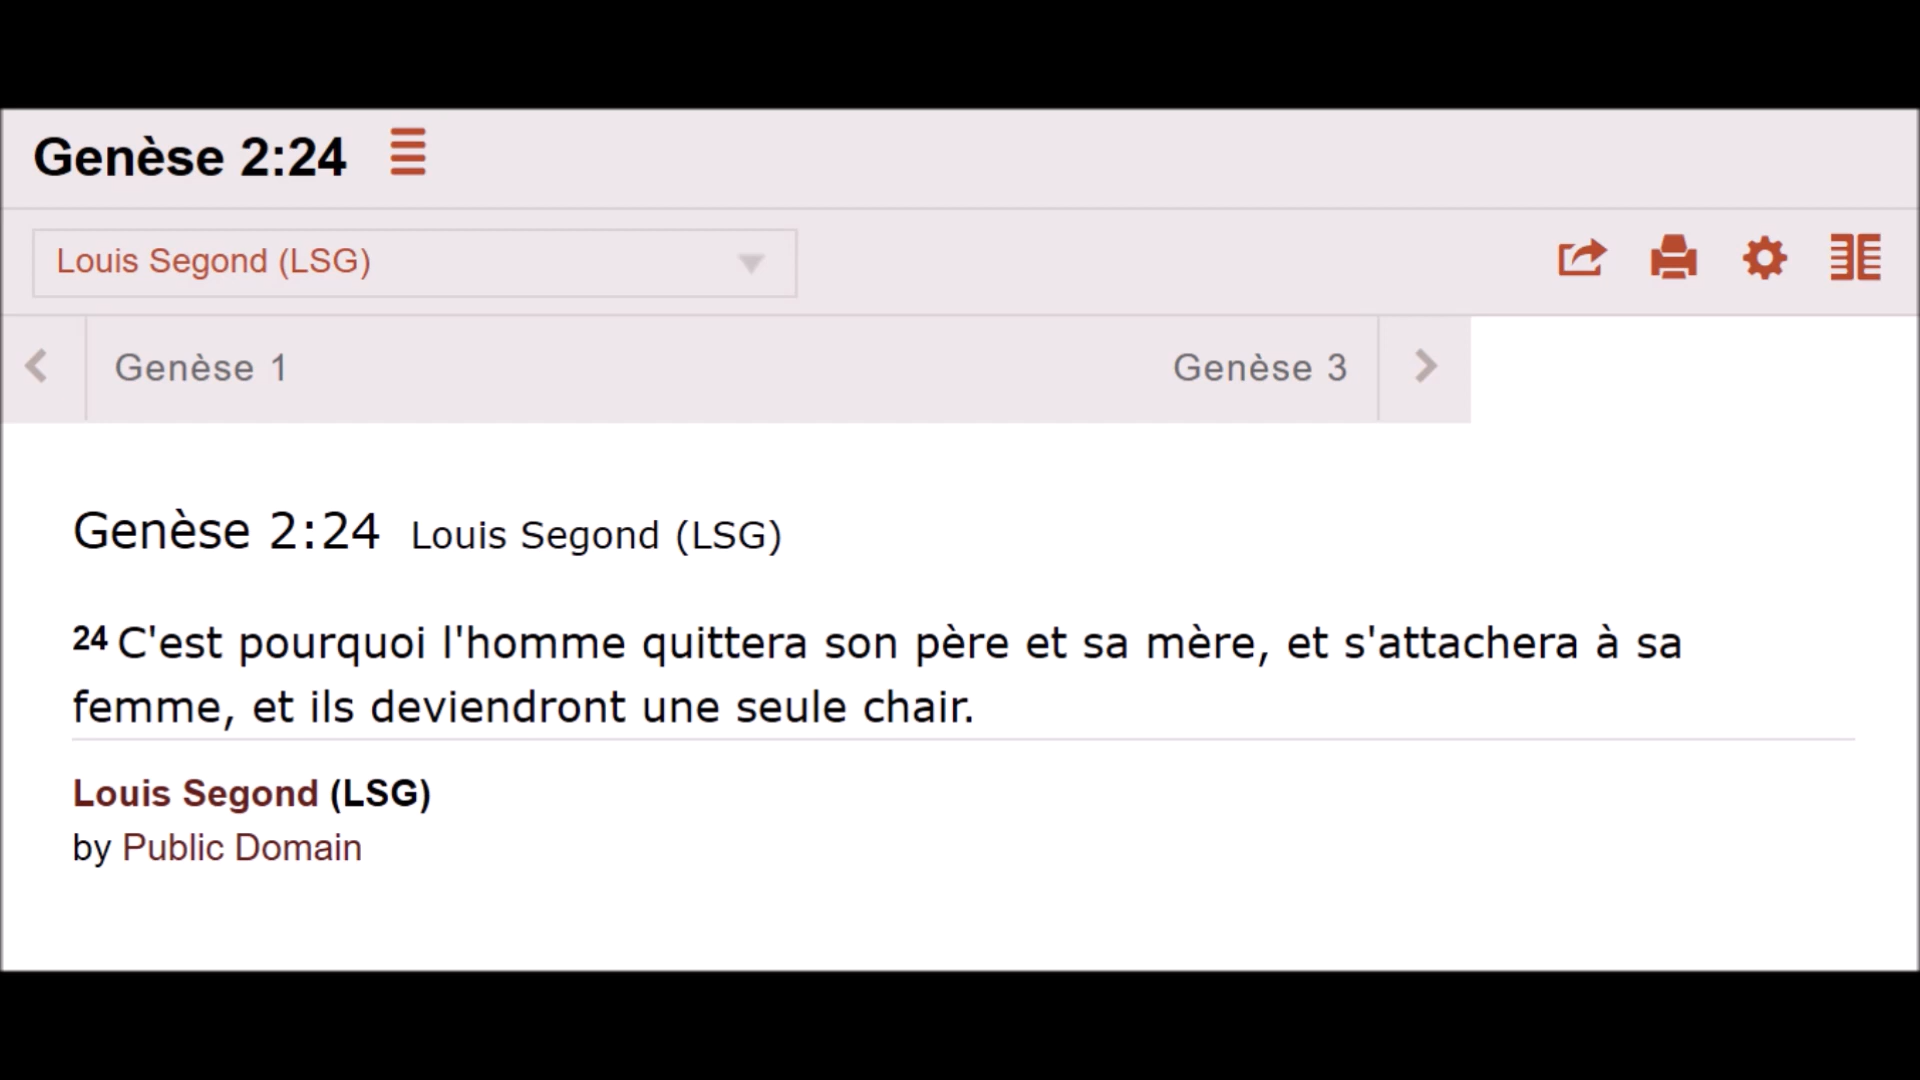 Genèse 2:24
Louis Segond (LSG)
Genèse 1
Genèse 3
Genèse 2:24 Louis Segond (LSG)
24 C'est pourquoi l'homme quittera son père et sa mère, et s'attachera à sa
femme, et ils deviendront une seule chair.
Louis Segond (LSG)
by Public Domain